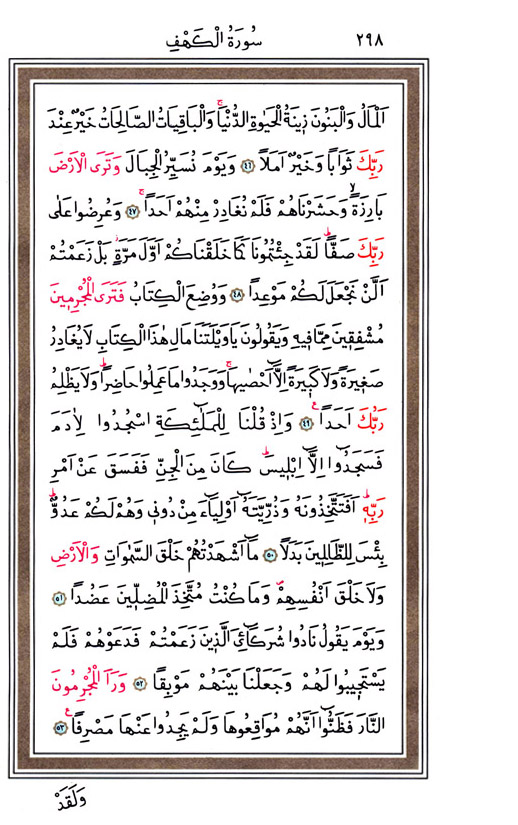 ٢٩٨ سُورَةُ الْكَهْفِ
اَلْمَالُ وَالْبَنُونَ زِينَةُ الْحَيٰوةِ الدُّنْيَاۚ وَالْبَاقِيَاتُ الصَّالِحَاتُ خَيْرٌ عِنْدَ
رَبِّكَ ثَوَابًا وَخَيْرٌ اَمَلًا ﴿٤٦﴾ وَيَوْمَ نُسَيِّرُ الْجِبَالَ وَتَرَى الْاَرْضَ
بَارِزَةًۙ وَحَشَرْنَاهُمْ فَلَمْ نُغَادِرْ مِنْهُمْ اَحَدًاۚ ﴿٤٧﴾ وَعُرِضُوا عَلٰى
رَبِّكَ صَفًّاۜ لَقَدْ جِئْتُمُونَا كَمَا خَلَقْنَاكُمْ اَوَّلَ مَرَّةٍۘ بَلْ زَعَمْتُمْ
اَلَّنْ نَجْعَلَ لَكُمْ مَوْعِدًا ﴿٤٨﴾ وَوُضِعَ الْكِتَابُ فَتَرَى الْمُجْرِمِينَ
مُشْفِقِينَ مِمَّا فِيهِ وَيَقُولُونَ يَاوَيْلَتَنَا مَالِ هٰذَا الْكِتَابِ لَا يُغَادِرُ
صَغِيرَةً وَلَا كَبِيرَةً اِلَّٓا اَحْصٰيهَاۚ وَوَجَدُوا مَا عَمِلُوا حَاضِرًاۜ وَلَا يَظْلِمُ
رَبُّكَ اَحَدًا۟ ﴿٤٩﴾ وَاِذْ قُلْنَا لِلْمَلٰٓئِكَةِ اسْجُدُوا لِاٰدَمَ
فَسَجَدُٓوا اِلَّٓا اِبْلِيسَۜ كَانَ مِنَ الْجِنِّ فَفَسَقَ عَنْ اَمْرِ
رَبِّهِۜ اَفَتَتَّخِذُونَهُ وَذُرِّيَّتَهُٓ اَوْلِيَٓاءَ مِنْ دُونِي وَهُمْ لَكُمْ عَدُوٌّۜ
بِئْسَ لِلظَّالِمِينَ بَدَلًا ﴿٥٠﴾ مَٓا اَشْهَدْتُهُمْ خَلْقَ السَّمٰوَاتِ وَالْاَرْضِ
وَلَا خَلْقَ اَنْفُسِهِمْۖ وَمَا كُنْتُ مُتَّخِذَ الْمُضِلِّينَ عَضُدًا ﴿٥١﴾
وَيَوْمَ يَقُولُ نَادُوا شُرَكَٓائِيَ الَّذِينَ زَعَمْتُمْ فَدَعَوْهُمْ فَلَمْ
يَسْتَجِيبُوا لَهُمْ وَجَعَلْنَا بَيْنَهُمْ مَوْبِقًا ﴿٥٢﴾ وَرَاَ الْمُجْرِمُونَ
النَّارَ فَظَنُّٓوا اَنَّهُمْ مُوَاقِعُوهَا وَلَمْ يَجِدُوا عَنْهَا مَصْرِفًا۟ ﴿٥٣﴾
وَلَقَدْ